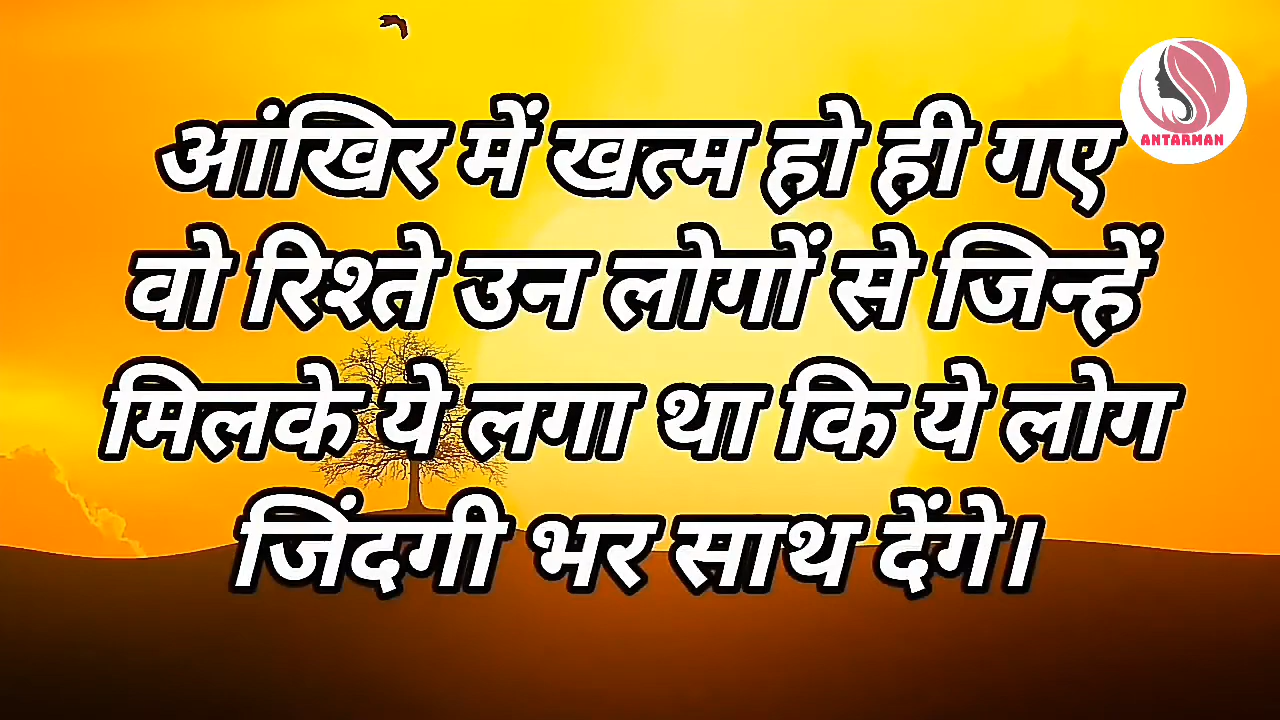 आंखिर में खत्म हो ही गए
वो रिश्ते उन लोगों से जिन्हें
मिलके ये लगा था कि ये लोग
जिंदगी भर साथ देंगे।
ANTARMAN